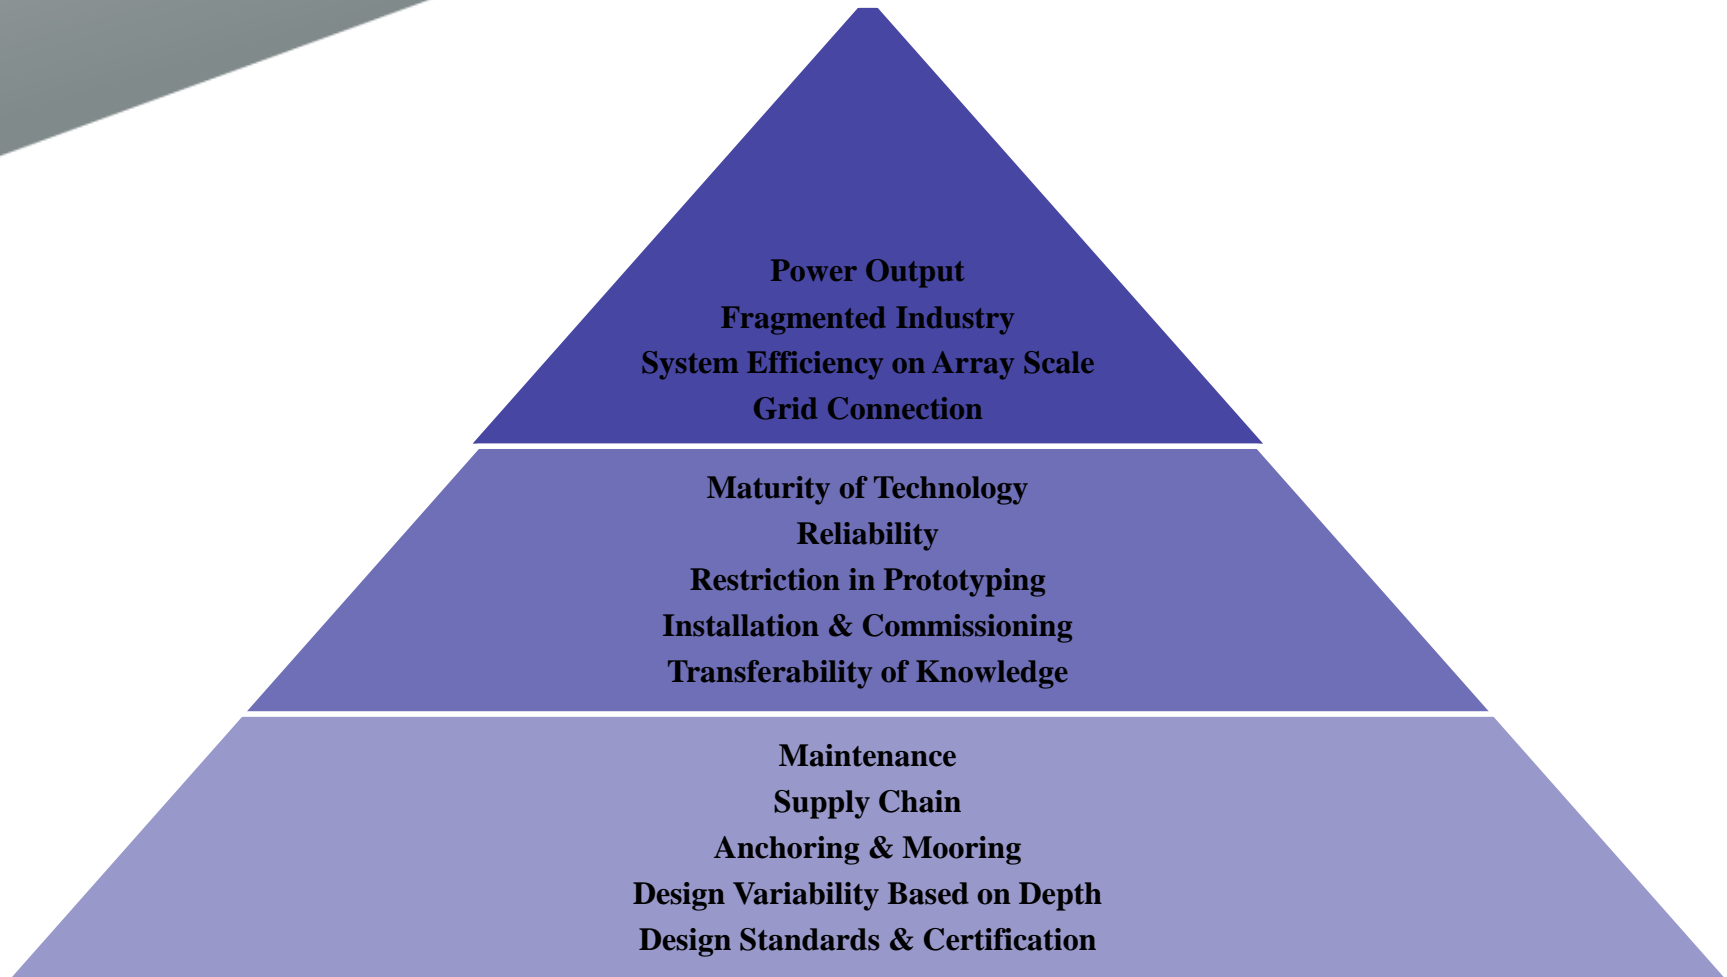 Power Output
Fragmented Industry
System Efficiency on Array Scale
Grid Connection
Maturity of Technology
Reliability
Restriction in Prototyping
Installation & Commissioning
Transferability of Knowledge
Maintenance
Supply Chain
Anchoring & Mooring
Design Variability Based on Depth
Design Standards & Certification